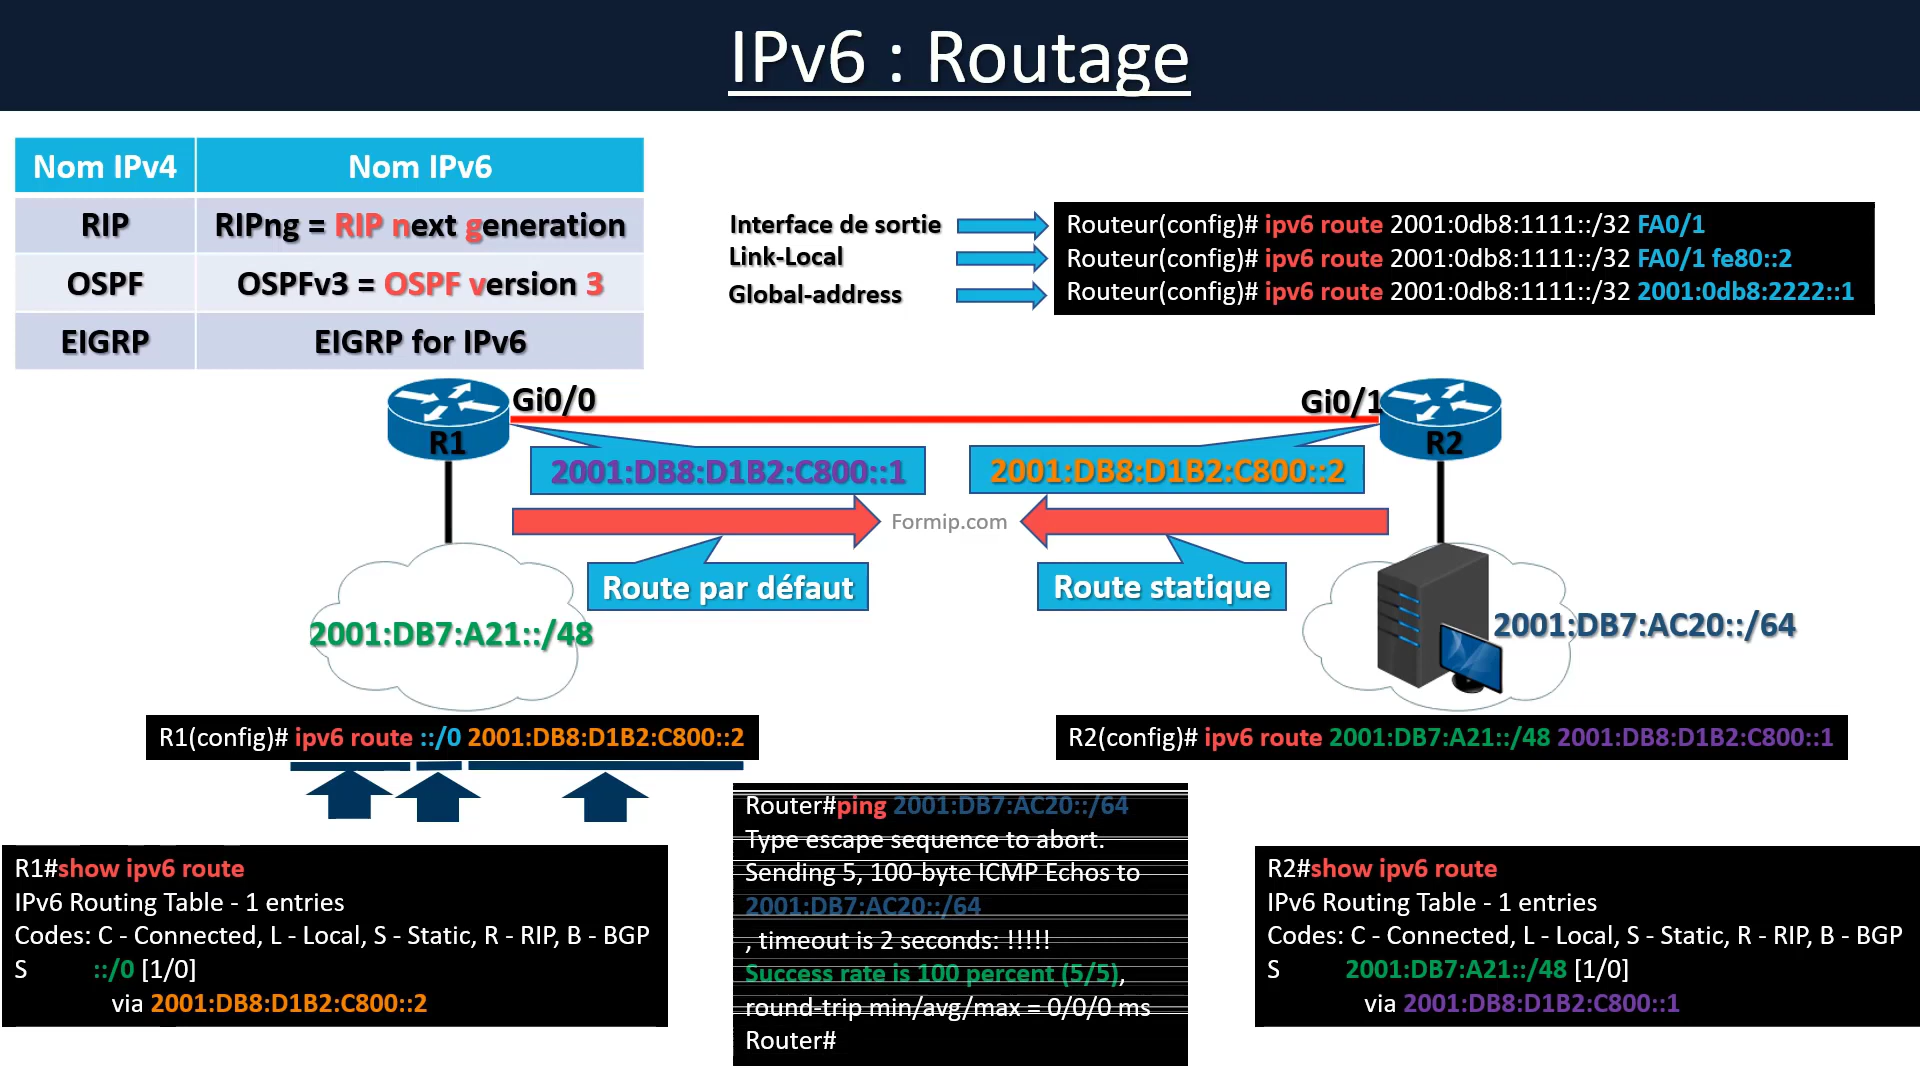 IPv6 : Routage
Nom IPv4 Nom IPv6
RIP RIPng = RIP next generation
OSPF OSPFv3 = OSPF version 3
EIGRP EIGRP for IPv6
Interface de sortie
Link-Local
Global-address
Routeur(config)# ipv6 route 2001:0db8:1111::/32 FA0/1
Routeur(config)# ipv6 route 2001:0db8:1111::/32 FA0/1 fe80::2
Routeur(config)# ipv6 route 2001:0db8:1111::/32 2001:0db8:2222::1
R1
Gi0/0
Gi0/1
R2
2001:DB8:D1B2:C800::1
2001:DB8:D1B2:C800::2
Formip.com
Route par défaut
Route statique
2001:DB7:A21::/48
2001:DB7:AC20::/64
R1(config)# ipv6 route ::/0 2001:DB8:D1B2:C800::2
R2(config)# ipv6 route 2001:DB7:A21::/48 2001:DB8:D1B2:C800::1
R1#show ipv6 route
IPv6 Routing Table - 1 entries
Codes: C - Connected, L - Local, S - Static, R - RIP, B - BGP
S ::/0 [1/0]
via 2001:DB8:D1B2:C800::2
Router#ping 2001:DB7:AC20::/64
Type escape sequence to abort.
Sending 5, 100-byte ICMP Echos to
2001:DB7:AC20::/64
, timeout is 2 seconds: !!!!!
Success rate is 100 percent (5/5),
round-trip min/avg/max = 0/0/0 ms
Router#
R2#show ipv6 route
IPv6 Routing Table - 1 entries
Codes: C - Connected, L - Local, S - Static, R - RIP, B - BGP
S 2001:DB7:A21::/48 [1/0]
via 2001:DB8:D1B2:C800::1